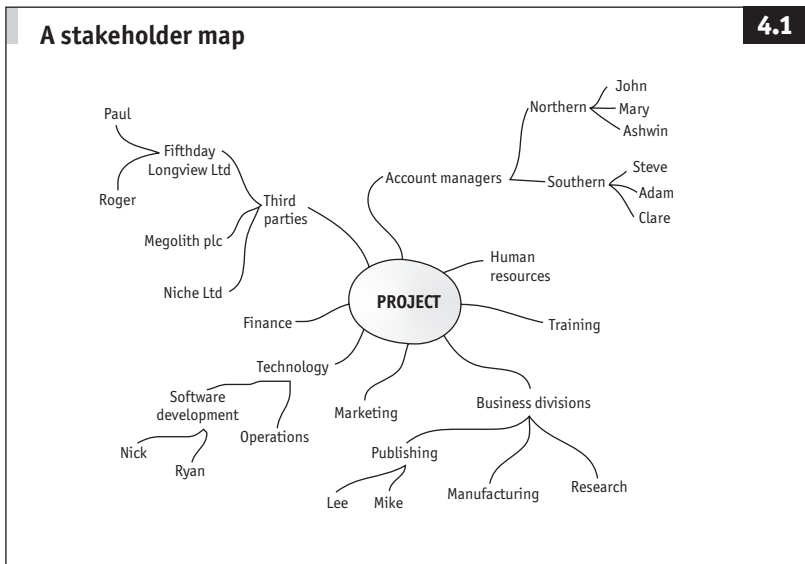 A stakeholder map
4.1
Paul
Fifthday
Longview Ltd
Roger
Third
parties
Megolith plc
Niche Ltd
Account managers
Northern
John
Mary
Ashwin
Southern
Steve
Adam
Clare
Human
resources
PROJECT
Training
Finance
Technology
Software
development
Operations
Nick
Ryan
Marketing
Business divisions
Publishing
Lee
Mike
Manufacturing
Research